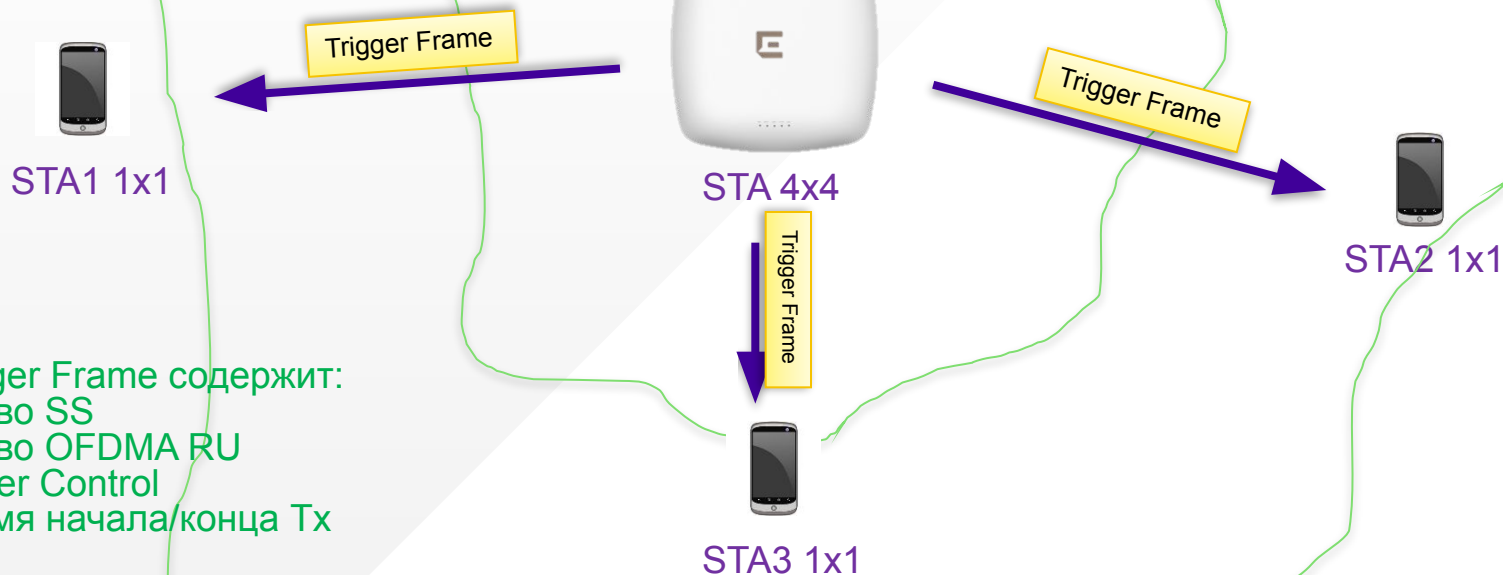 Trigger Frame
Trigger Frame
STA1 1x1
STA 4x4
Trigger Frame
STA2 1x1
ger Frame содержит:
во SS
во OFDMA RU
er Control
мя начала/конца Tx
STA3 1x1